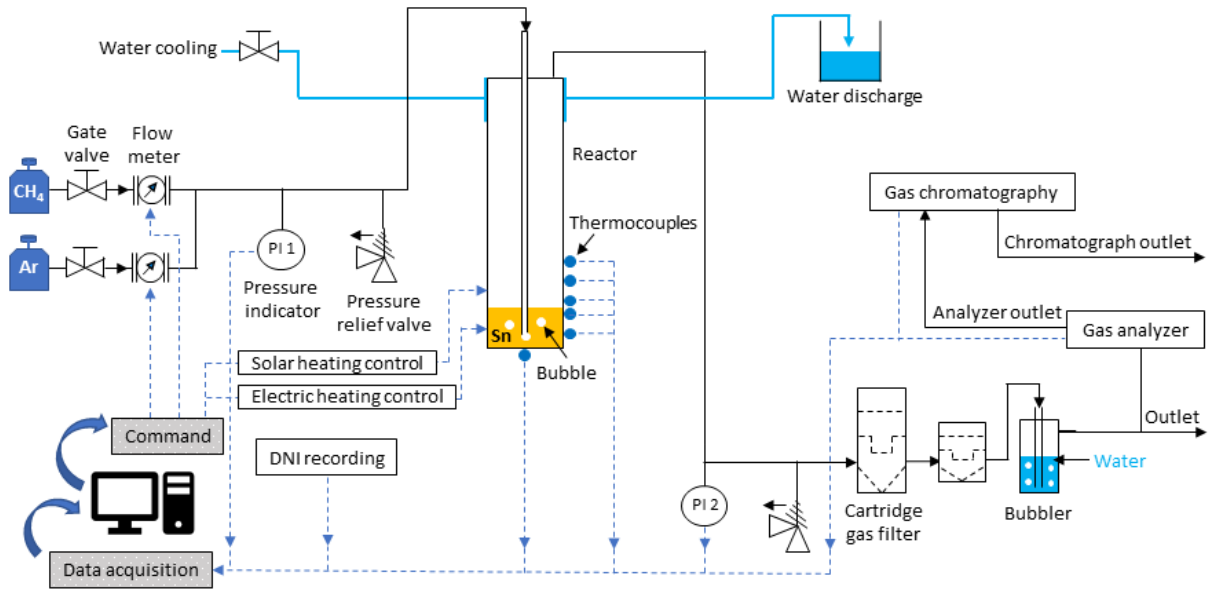 Water cooling
Water discharge
Gate
valve
Flow
meter
CH4
Ar
PI 1
Pressure
indicator
Pressure
relief valve
Reactor
Thermocouples
Sn
Bubble
Solar heating control
Electric heating control
Command
DNI recording
Data acquisition
Gas chromatography
Chromatograph outlet
Analyzer outlet
Gas analyzer
Outlet
Water
PI 2
Cartridge
gas filter
Bubbler